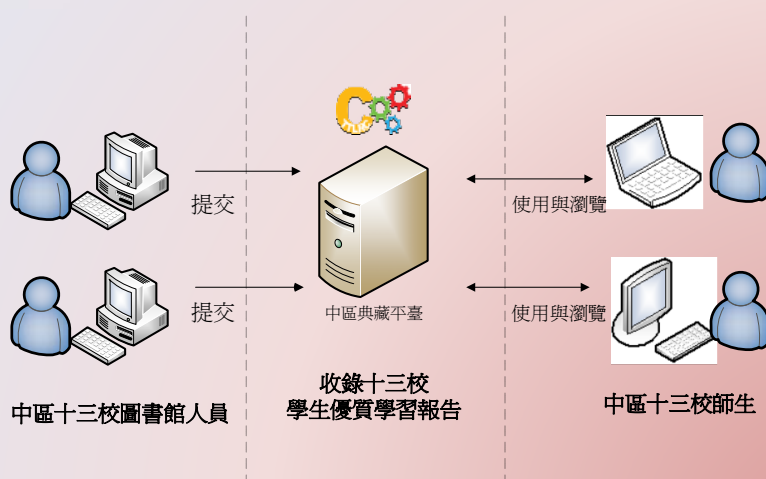 提交
使用與瀏覽
提交
中區典藏平臺
使用與瀏覽
中區十三校圖書館人員
收錄十三校
學生優質學習報告
中區十三校師生